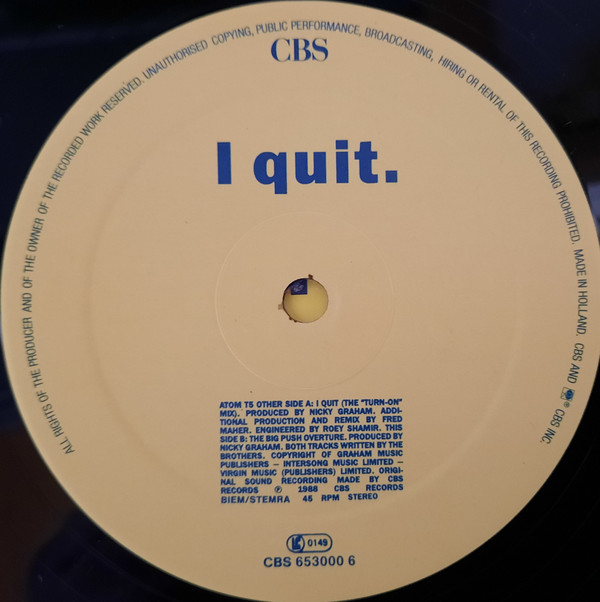 ALL RIGHTS OF THE PRODUCER AND OF THE OWNER OF THE RECORDED WORK RESERVED. UNAUTHORISED COPYING, PUBLIC PERFORMANCE, BROADCASTING, HIRING OR RENTAL OF THIS RECORDING PROHIBITED. MADE IN HOLLAND. CBS AND ® CBS INC.
CBS
I quit.
ATOM T5 OTHER SIDE A: I QUIT (THE "TURN-ON"
MIX). PRODUCED BY NICKY GRAHAM. ADDI-
TIONAL PRODUCTION AND REMIX BY FRED
MAHER. ENGINEERED BY ROEY SHAMIR. THIS
SIDE B: THE BIG PUSH OVERTURE. PRODUCED BY
NICKY GRAHAM. BOTH TRACKS WRITTEN BY THE
BROTHERS. COPYRIGHT OF GRAHAM MUSIC
PUBLISHERS – INTERSONG MUSIC LIMITED –
VIRGIN MUSIC (PUBLISHERS) LIMITED. ORIGI-
NAL SOUND RECORDING MADE BY CBS
RECORDS ℗ 1988 CBS RECORDS
BIEM/STEMRA 45 RPM STEREO
LC 0149
CBS 653000 6